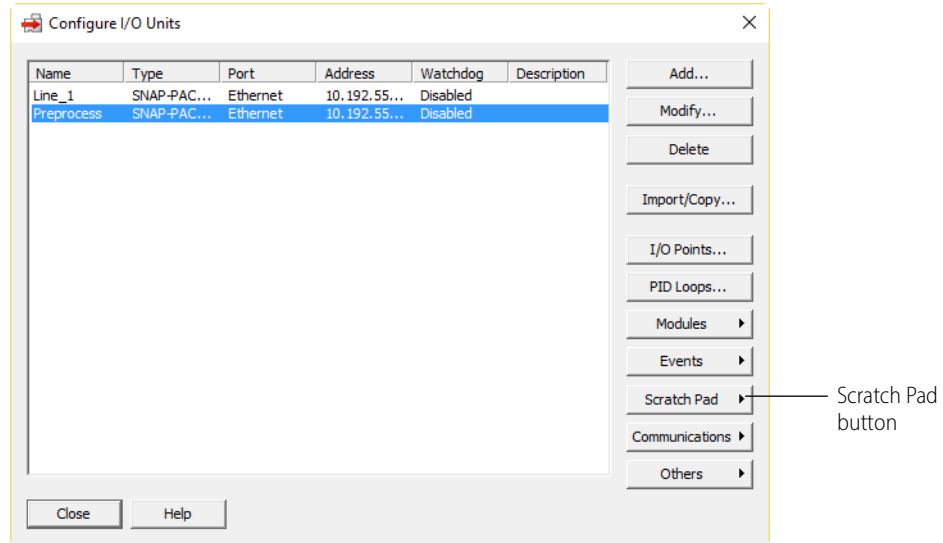 Configure I/O Units
Name Type Port Address Watchdog Description
Line_1 SNAP-PAC... Ethernet 10.192.55... Disabled
Preprocess SNAP-PAC... Ethernet 10.192.55... Disabled
Add...
Modify...
Delete
Import/Copy...
I/O Points...
PID Loops...
Modules
Events
Scratch Pad
Communications
Others
Scratch Pad
button
Close Help